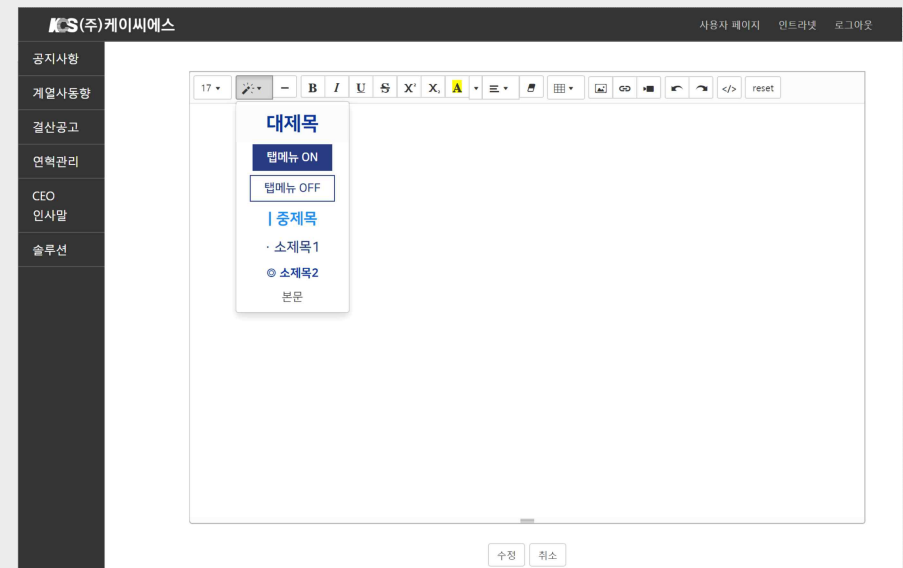 KCS (주)케이씨에스
사용자 페이지 인트라넷 로그아웃
공지사항
계열사동향
결산공고
연혁관리
CEO
인사말
솔루션
17 B I U S X² X₂ A </> reset
대제목
탭메뉴 ON
탭메뉴 OFF
| 중제목
· 소제목1
◎ 소제목2
본문
수정 취소